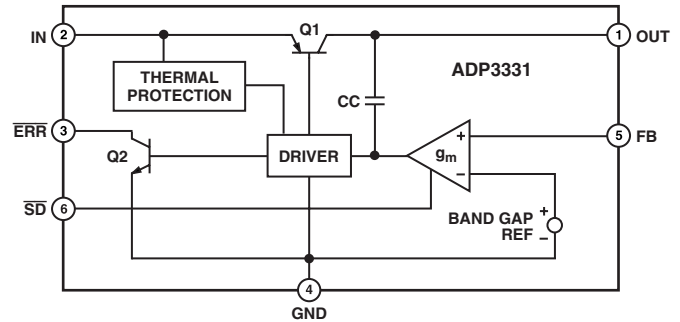 Q1
IN 2
1 OUT
THERMAL
PROTECTION
ADP3331
CC
ERR 3
Q2
DRIVER
gm
+
−
5 FB
SD 6
BAND GAP +
REF −
4
GND